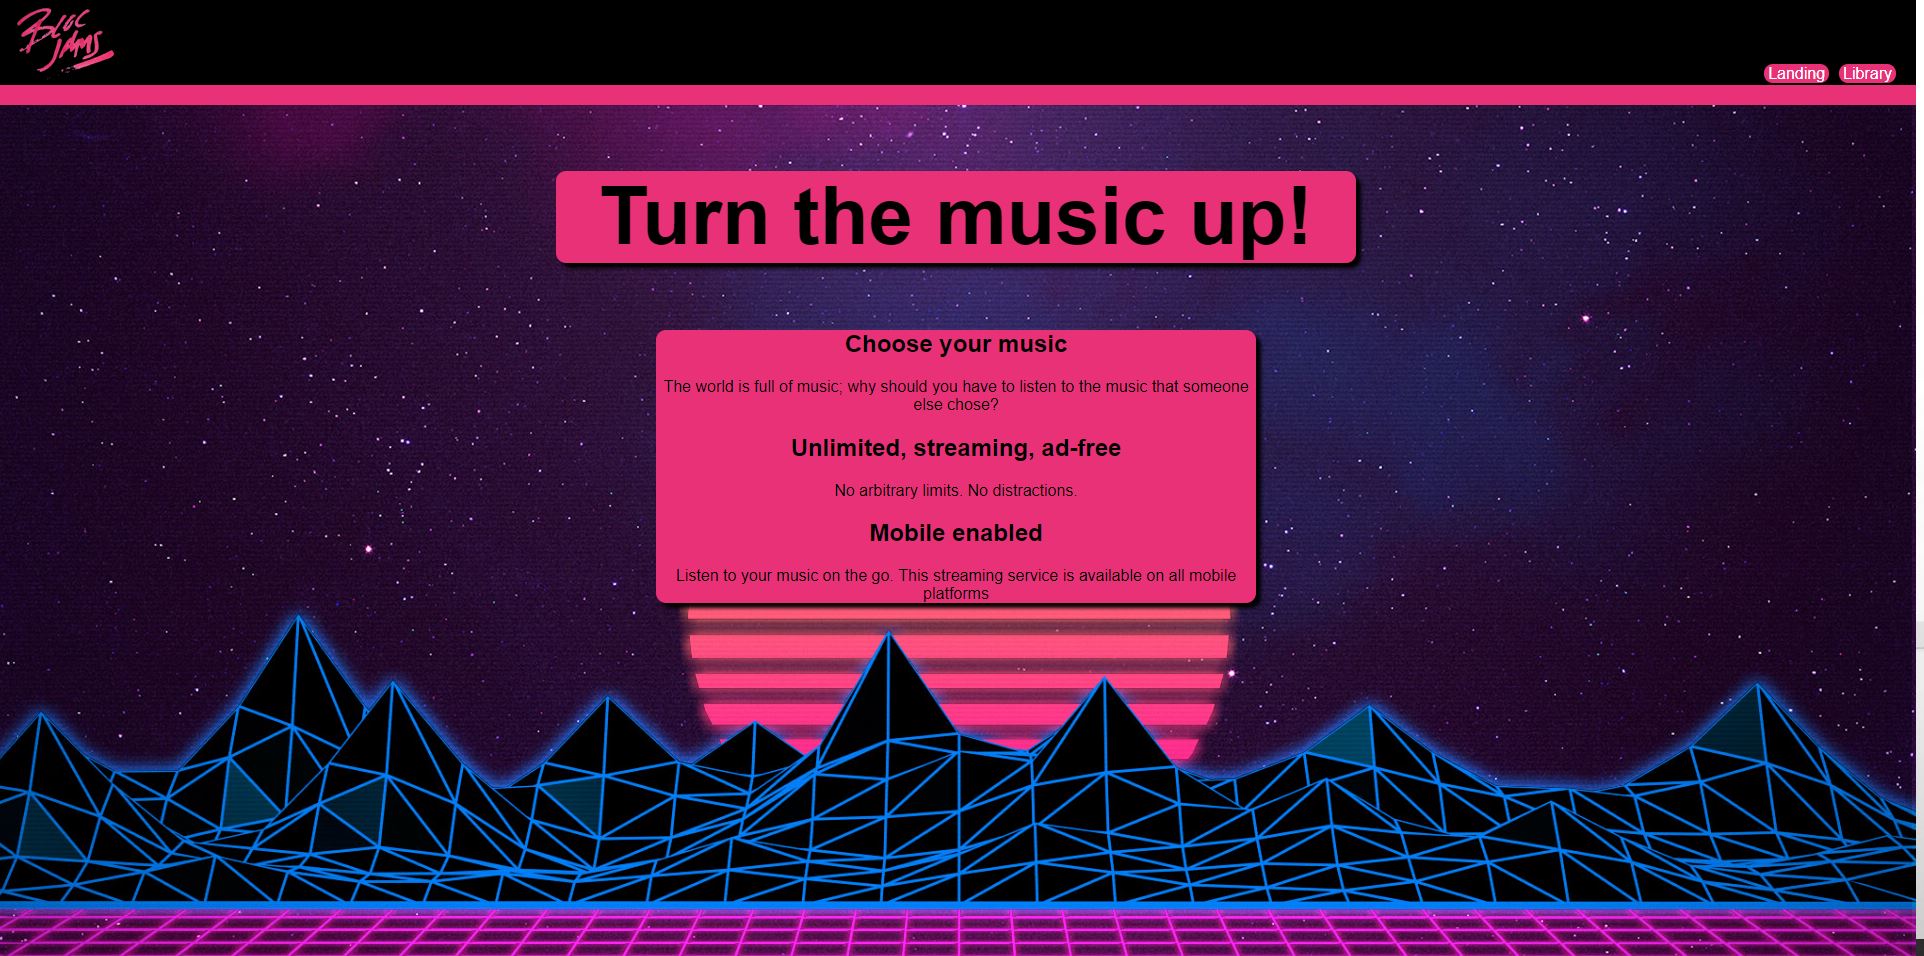 Bloc
Jams
Landing Library
Turn the music up!
Choose your music
The world is full of music; why should you have to listen to the music that someone
else chose?
Unlimited, streaming, ad-free
No arbitrary limits. No distractions.
Mobile enabled
Listen to your music on the go. This streaming service is available on all mobile
platforms